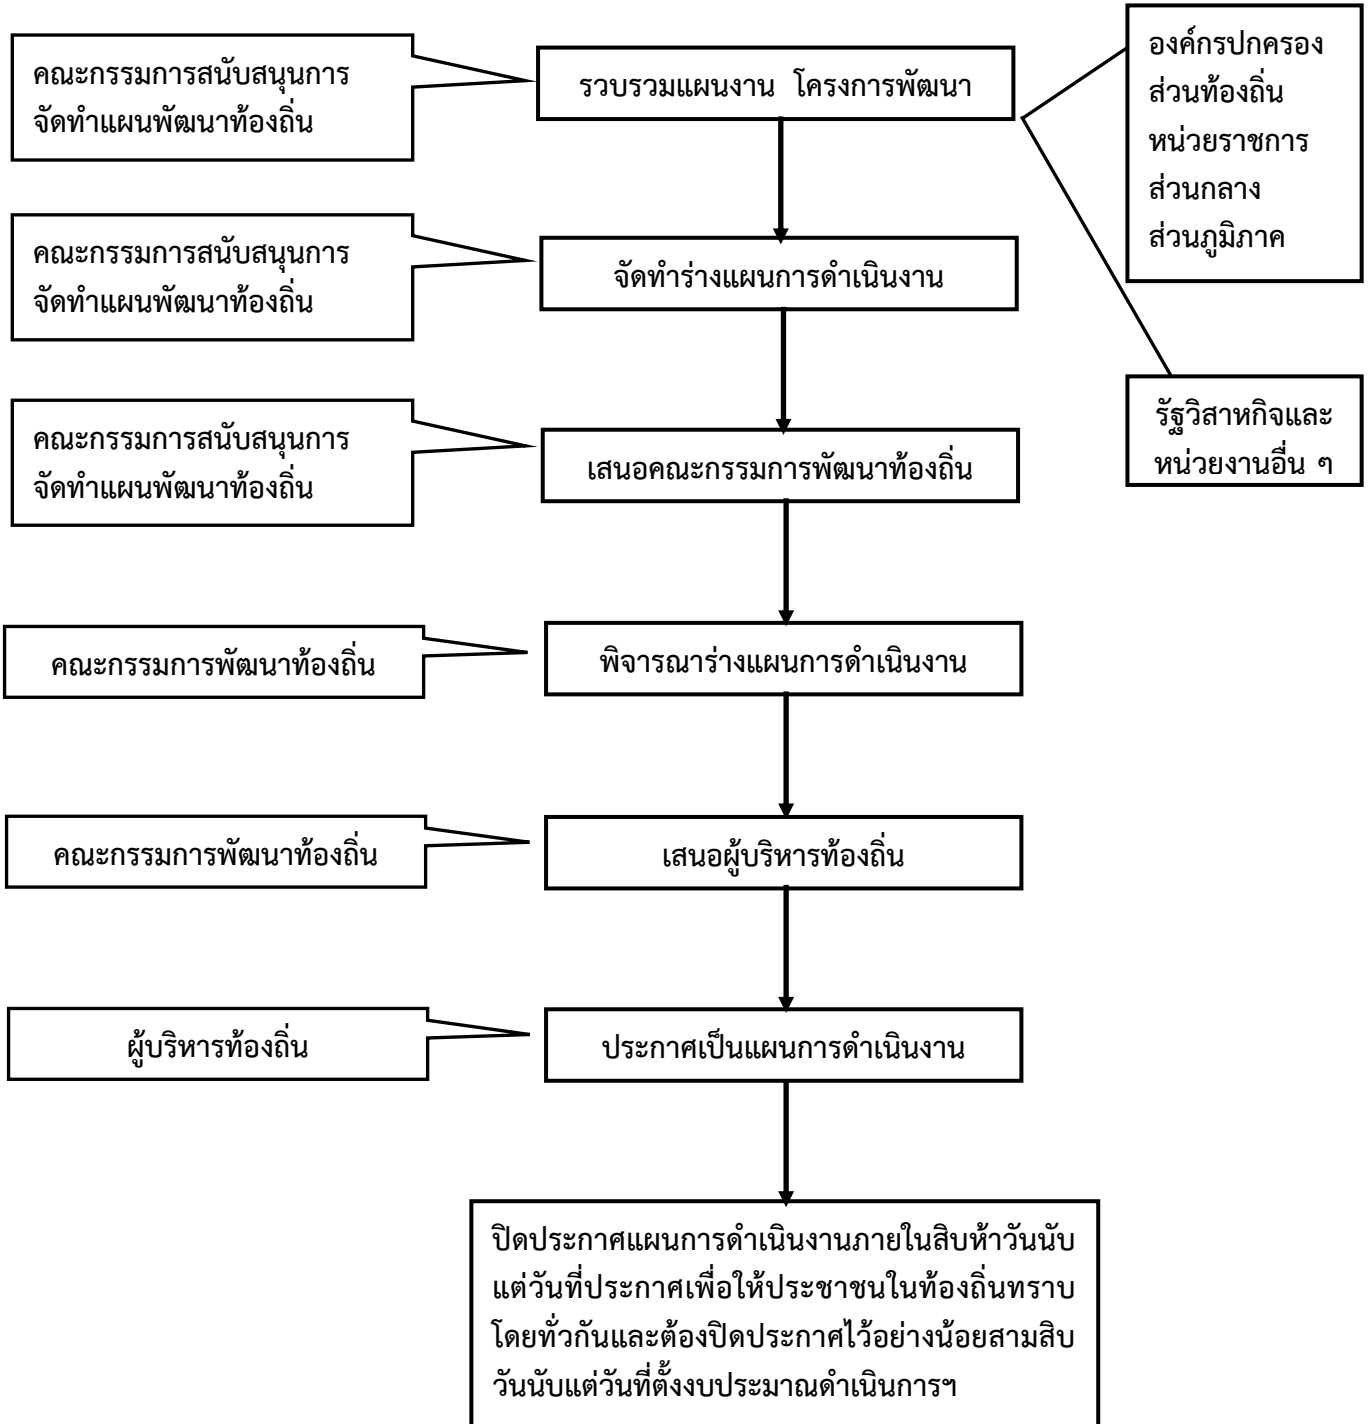 คณะกรรมการสนับสนุนการ
จัดทำแผนพัฒนาท้องถิ่น
รวบรวมแผนงาน โครงการพัฒนา
องค์กรปกครอง
ส่วนท้องถิ่น
หน่วยราชการ
ส่วนกลาง
ส่วนภูมิภาค
คณะกรรมการสนับสนุนการ
จัดทำแผนพัฒนาท้องถิ่น
จัดทำร่างแผนการดำเนินงาน
รัฐวิสาหกิจและ
หน่วยงานอื่น ๆ
คณะกรรมการสนับสนุนการ
จัดทำแผนพัฒนาท้องถิ่น
เสนอคณะกรรมการพัฒนาท้องถิ่น
คณะกรรมการพัฒนาท้องถิ่น
พิจารณาร่างแผนการดำเนินงาน
คณะกรรมการพัฒนาท้องถิ่น
เสนอผู้บริหารท้องถิ่น
ผู้บริหารท้องถิ่น
ประกาศเป็นแผนการดำเนินงาน
ปิดประกาศแผนการดำเนินงานภายในสิบห้าวันนับ
แต่วันที่ประกาศเพื่อให้ประชาชนในท้องถิ่นทราบ
โดยทั่วกันและต้องปิดประกาศไว้อย่างน้อยสามสิบ
วันนับแต่วันที่ตั้งงบประมาณดำเนินการฯ